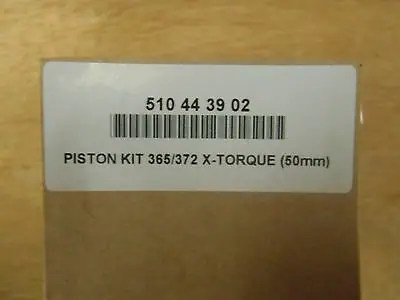 510 44 39 02
PISTON KIT 365/372 X-TORQUE (50mm)